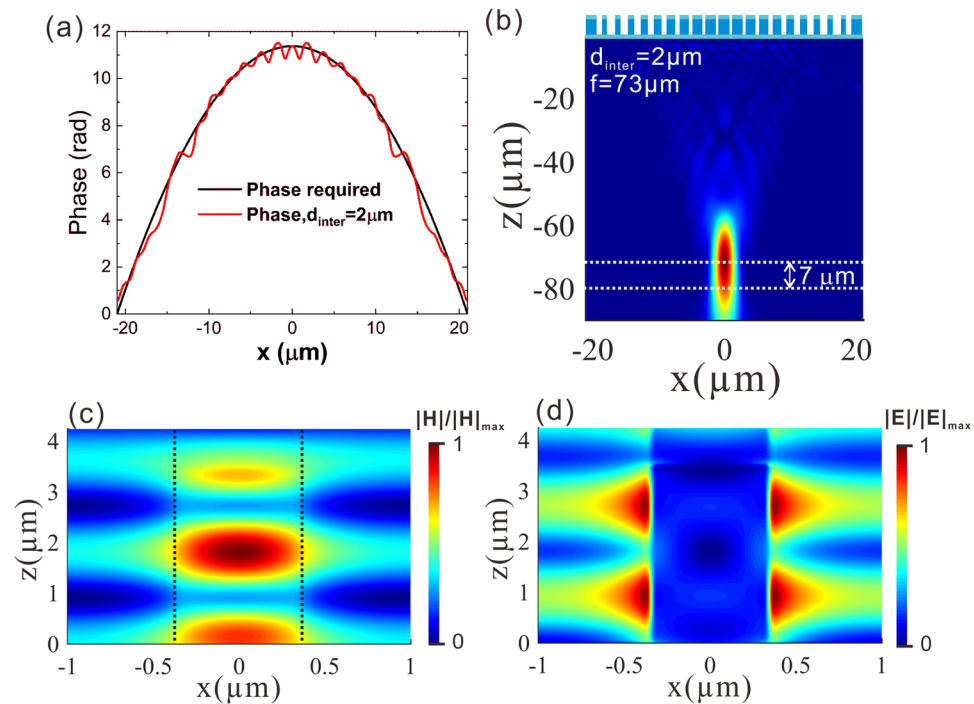 (a)
12
10
8
6
4
2
0
Phase (rad)
Phase required
Phase,dinter=2μm
-20
-10
0
10
20
x (μm)
(b)
dinter=2μm
f=73μm
-20
-40
-60
-80
z(μm)
7 μm
-20
0
20
x(μm)
(c)
|H|/|H|max
4
3
2
1
0
z(μm)
1
0
-1
-0.5
0
0.5
1
x(μm)
(d)
|E|/|E|max
4
3
2
1
0
z(μm)
1
0
-1
-0.5
0
0.5
1
x(μm)